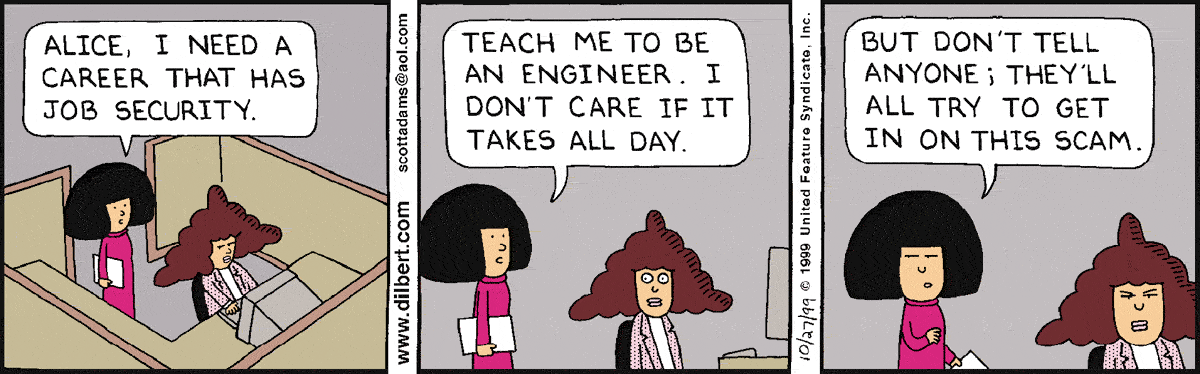 ALICE, I NEED A
CAREER THAT HAS
JOB SECURITY.
www.dilbert.com scottadams@aol.com
TEACH ME TO BE
AN ENGINEER. I
DON'T CARE IF IT
TAKES ALL DAY.
10/27/99 © 1999 United Feature Syndicate, Inc.
BUT DON'T TELL
ANYONE; THEY'LL
ALL TRY TO GET
IN ON THIS SCAM.